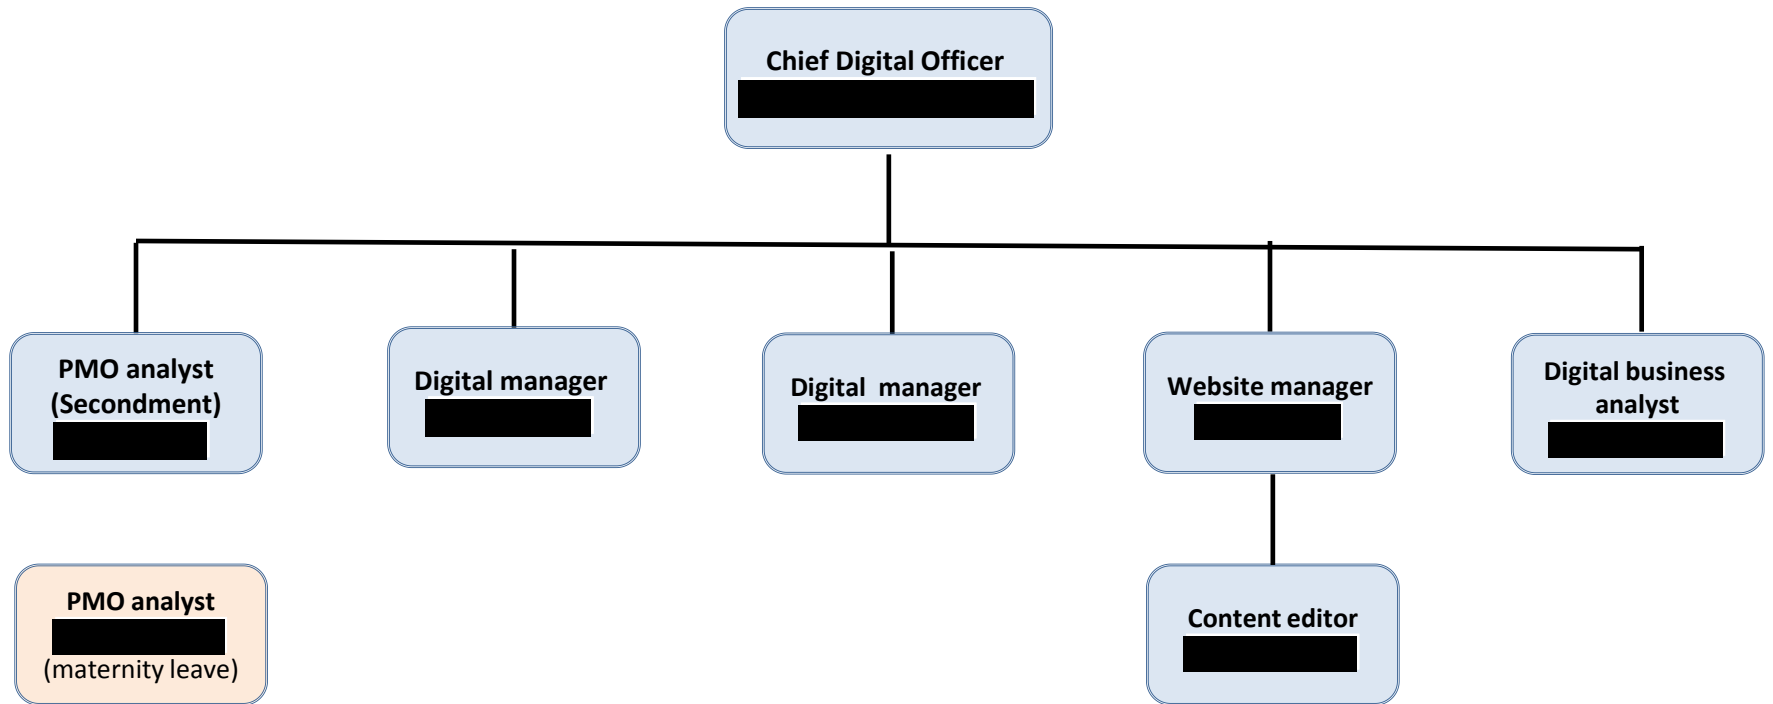 Chief Digital Officer
PMO analyst
(Secondment)
Digital manager
Digital  manager
Website manager
Digital business
analyst
PMO analyst
(maternity leave)
Content editor